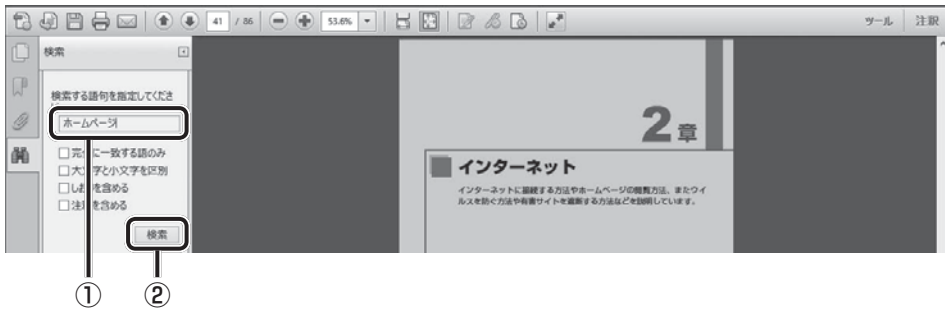 41 / 86
53.6%
ツール
注釈
検索
検索する語句を指定してくださ
ホームページ
完全に一致する語のみ
大文字と小文字を区別
しおりを含める
注釈を含める
検索
2章
インターネット
インターネットに接続する方法やホームページの閲覧方法、またウイ
ルスを防ぐ方法や有害サイトを遮断する方法などを説明しています。
①
②